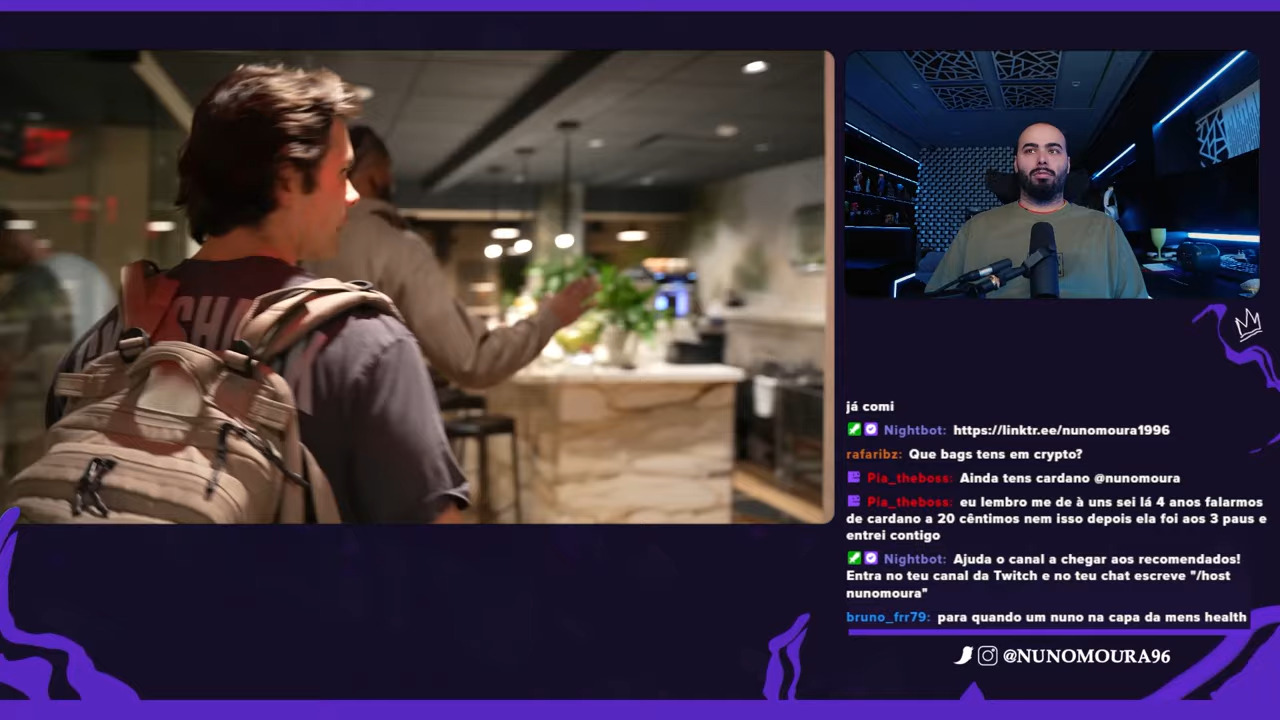 já comi
Nightbot: https://linktr.ee/nunomoura1996
rafaribz: Que bags tens em crypto?
Pia_theboss: Ainda tens cardano @nunomoura
Pia_theboss: eu lembro me de à uns sei lá 4 anos falarmos
de cardano a 20 cêntimos nem isso depois ela foi aos 3 paus e
entrei contigo
Nightbot: Ajuda o canal a chegar aos recomendados!
Entra no teu canal da Twitch e no teu chat escreve "/host
nunomoura"
bruno_frr79: para quando um nuno na capa da mens health
@NUNOMOURA96